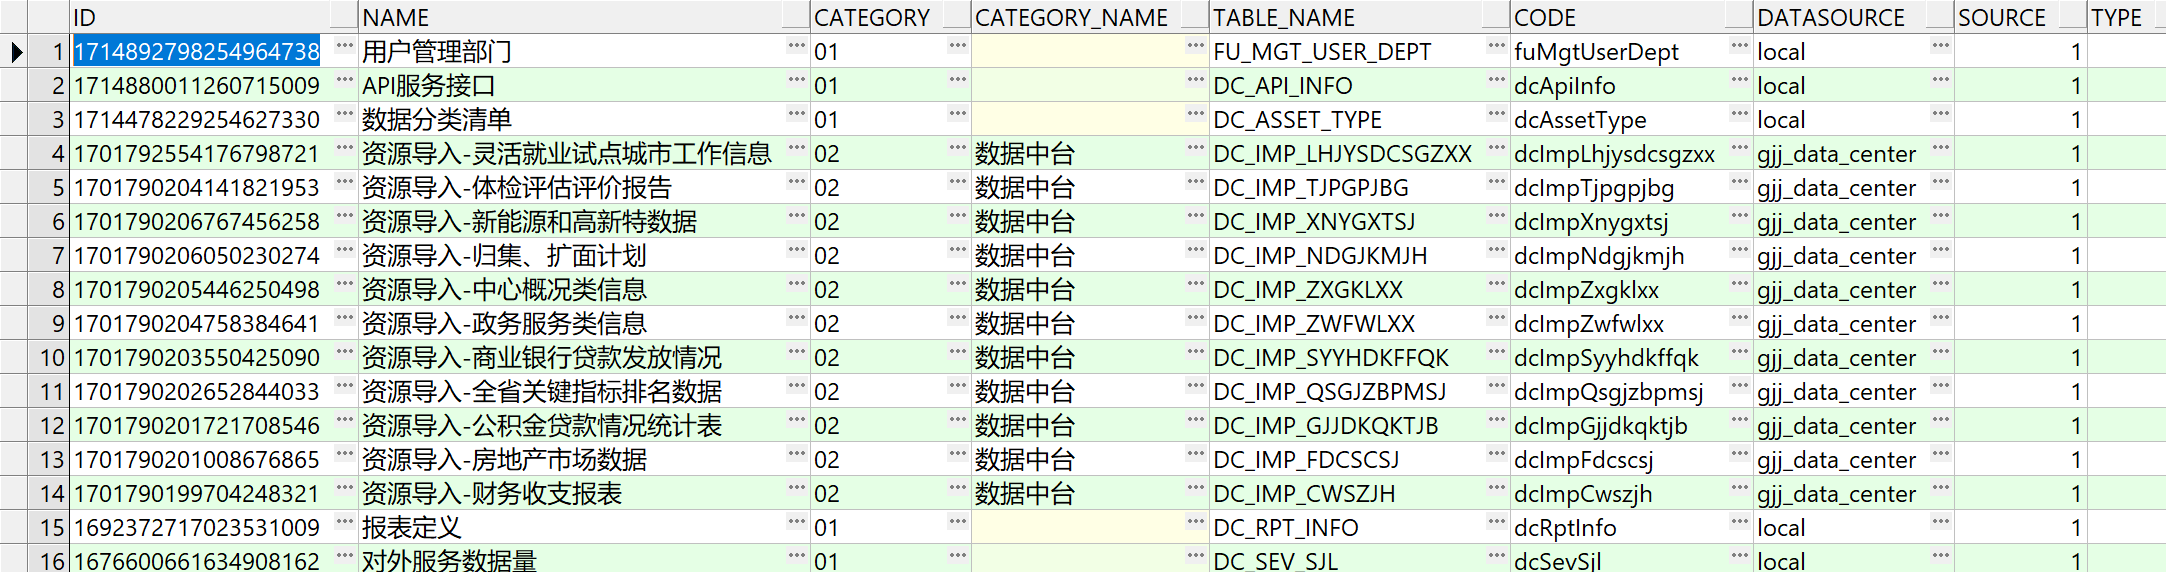 ID NAME CATEGORY CATEGORY_NAME TABLE_NAME CODE DATASOURCE SOURCE TYPE
1 1714892798254964738 用户管理部门 01 FU_MGT_USER_DEPT fuMgtUserDept local 1
2 1714880011260715009 API服务接口 01 DC_API_INFO dcApiInfo local 1
3 1714478229254627330 数据分类清单 01 DC_ASSET_TYPE dcAssetType local 1
4 1701792554176798721 资源导入-灵活就业试点城市工作信息 02 数据中台 DC_IMP_LHJYSDCSGZXX dcImpLhjysdcsgzxx gjj_data_center 1
5 1701790204141821953 资源导入-体检评估评价报告 02 数据中台 DC_IMP_TJPGPJBG dcImpTjpgpjbg gjj_data_center 1
6 1701790206767456258 资源导入-新能源和高新特数据 02 数据中台 DC_IMP_XNYGXTSJ dcImpXnygxtsj gjj_data_center 1
7 1701790206050230274 资源导入-归集、扩面计划 02 数据中台 DC_IMP_NDGJKMJH dcImpNdgjkmjh gjj_data_center 1
8 1701790205446250498 资源导入-中心概况类信息 02 数据中台 DC_IMP_ZXGKLXX dcImpZxgklxx gjj_data_center 1
9 1701790204758384641 资源导入-政务服务类信息 02 数据中台 DC_IMP_ZWFWLXX dcImpZwfwlxx gjj_data_center 1
10 1701790203550425090 资源导入-商业银行贷款发放情况 02 数据中台 DC_IMP_SYYHDKFFQK dcImpSyyhdkffqk gjj_data_center 1
11 1701790202652844033 资源导入-全省关键指标排名数据 02 数据中台 DC_IMP_QSGJZBPMSJ dcImpQsgjzbpmsj gjj_data_center 1
12 1701790201721708546 资源导入-公积金贷款情况统计表 02 数据中台 DC_IMP_GJJDKQKTJB dcImpGjjdkqktjb gjj_data_center 1
13 1701790201008676865 资源导入-房地产市场数据 02 数据中台 DC_IMP_FDCSCSJ dcImpFdcscsj gjj_data_center 1
14 1701790199704248321 资源导入-财务收支报表 02 数据中台 DC_IMP_CWSZJH dcImpCwszjh gjj_data_center 1
15 1692372717023531009 报表定义 01 DC_RPT_INFO dcRptInfo local 1
16 1676600661634908162 对外服务数据量 01 DC_SEV_SJL dcSevSjl local 1